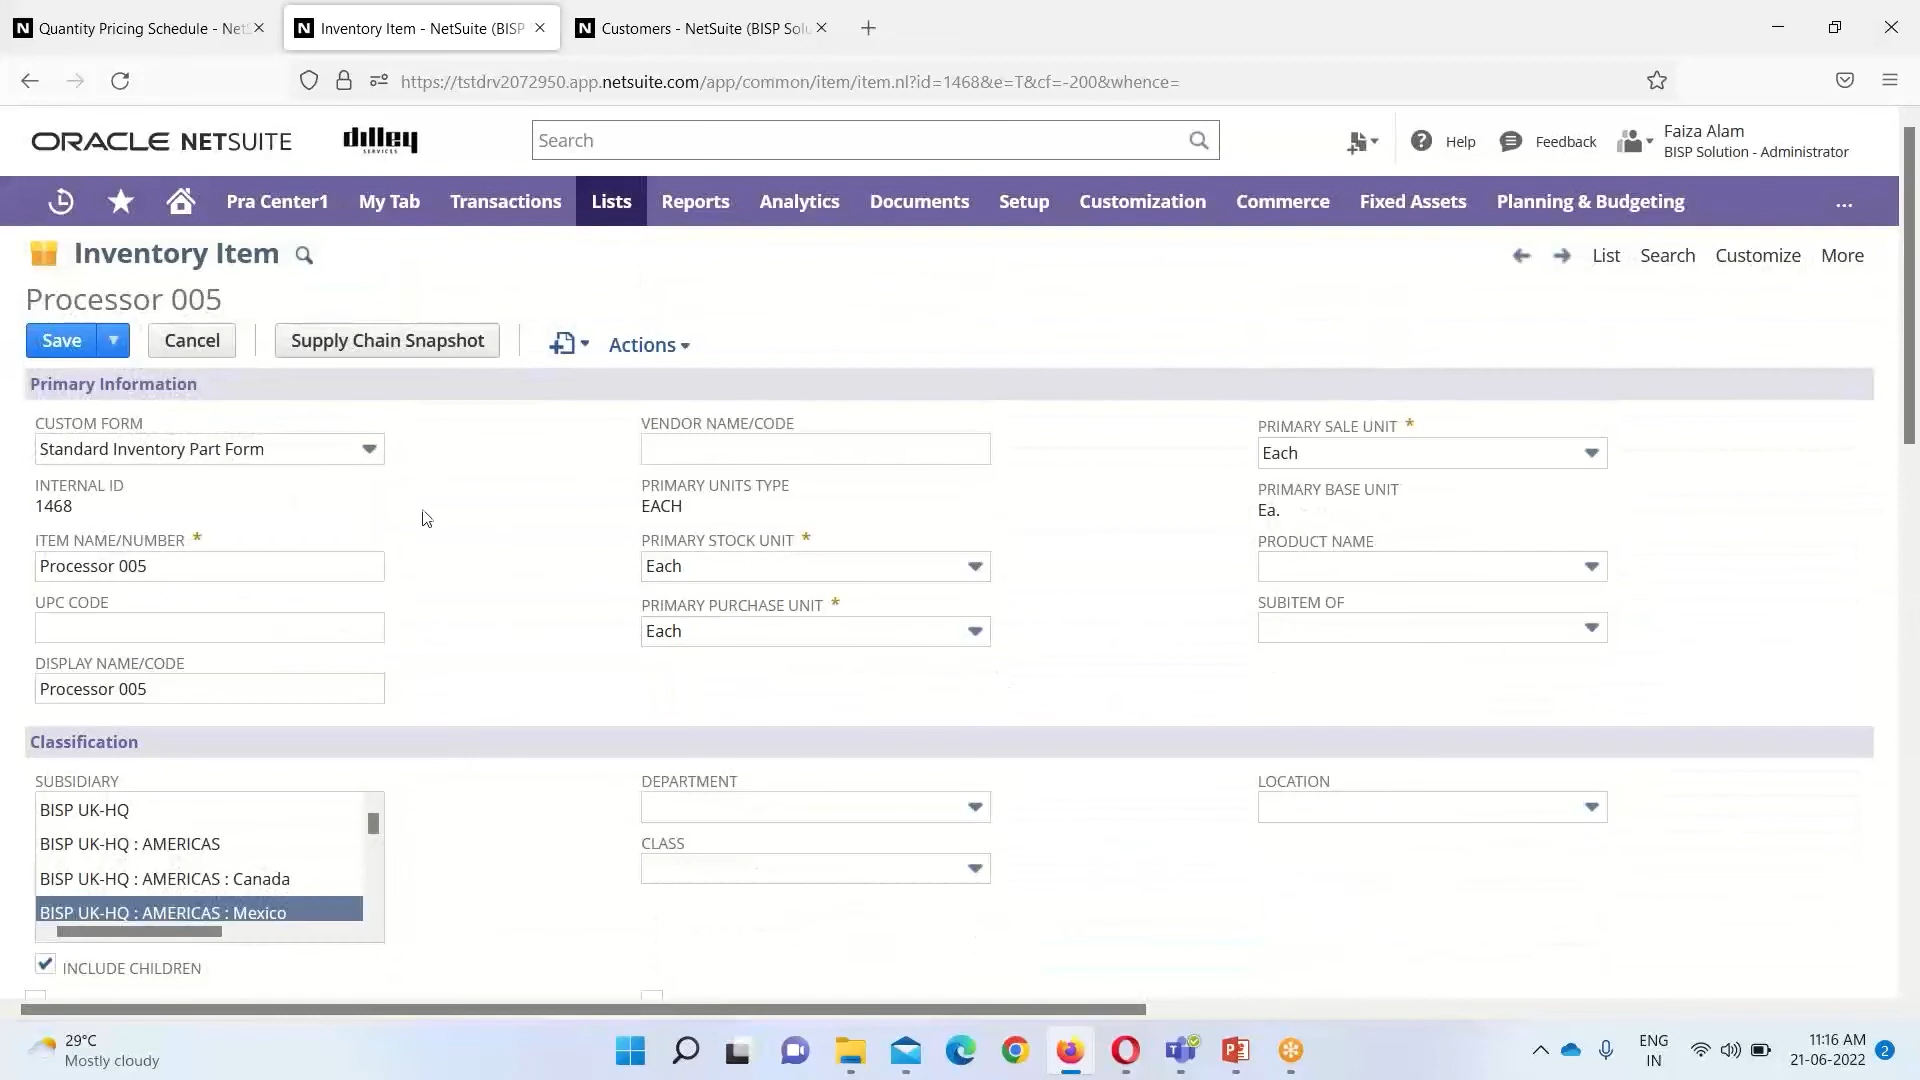 Quantity Pricing Schedule - Net
Inventory Item - NetSuite (BISP
Customers - NetSuite (BISP Solu
https://tstdrv2072950.app.netsuite.com/app/common/item/item.nl?id=1468&e=T&cf=-200&whence=
ORACLE NETSUITE
dilley
SERVICES
Search
Help
Feedback
Faiza Alam
BISP Solution - Administrator
Pra Center1
My Tab
Transactions
Lists
Reports
Analytics
Documents
Setup
Customization
Commerce
Fixed Assets
Planning & Budgeting
...
Inventory Item
List
Search
Customize
More
Processor 005
Save
Cancel
Supply Chain Snapshot
Actions
Primary Information
CUSTOM FORM
Standard Inventory Part Form
INTERNAL ID
1468
ITEM NAME/NUMBER *
Processor 005
UPC CODE
DISPLAY NAME/CODE
Processor 005
VENDOR NAME/CODE
PRIMARY UNITS TYPE
EACH
PRIMARY STOCK UNIT *
Each
PRIMARY PURCHASE UNIT *
Each
PRIMARY SALE UNIT *
Each
PRIMARY BASE UNIT
Ea.
PRODUCT NAME
SUBITEM OF
Classification
SUBSIDIARY
BISP UK-HQ
BISP UK-HQ : AMERICAS
BISP UK-HQ : AMERICAS : Canada
BISP UK-HQ : AMERICAS : Mexico
INCLUDE CHILDREN
DEPARTMENT
CLASS
LOCATION
29°C
Mostly cloudy
ENG
IN
11:16 AM
21-06-2022
2